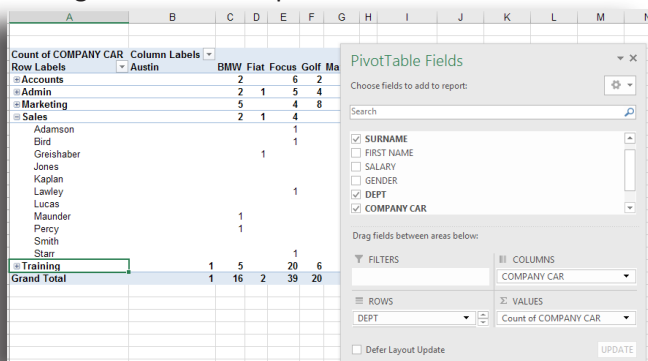 A B C D E F G H I J K L M
Count of COMPANY CAR Column Labels
Row Labels Austin BMW Fiat Focus Golf Ma
Accounts 2 6 2
Admin 2 1 5 4
Marketing 5 4 8
Sales 2 1 4
Adamson 1
Bird 1
Greishaber 1
Jones
Kaplan
Lawley 1
Lucas
Maunder 1
Percy 1
Smith
Starr 1
Training 1 5 20 6
Grand Total 1 16 2 39 20
PivotTable Fields
Choose fields to add to report:
Search
SURNAME
FIRST NAME
SALARY
GENDER
DEPT
COMPANY CAR
Drag fields between areas below:
FILTERS
COLUMNS
COMPANY CAR
ROWS
DEPT
Σ VALUES
Count of COMPANY CAR
Defer Layout Update
UPDATE